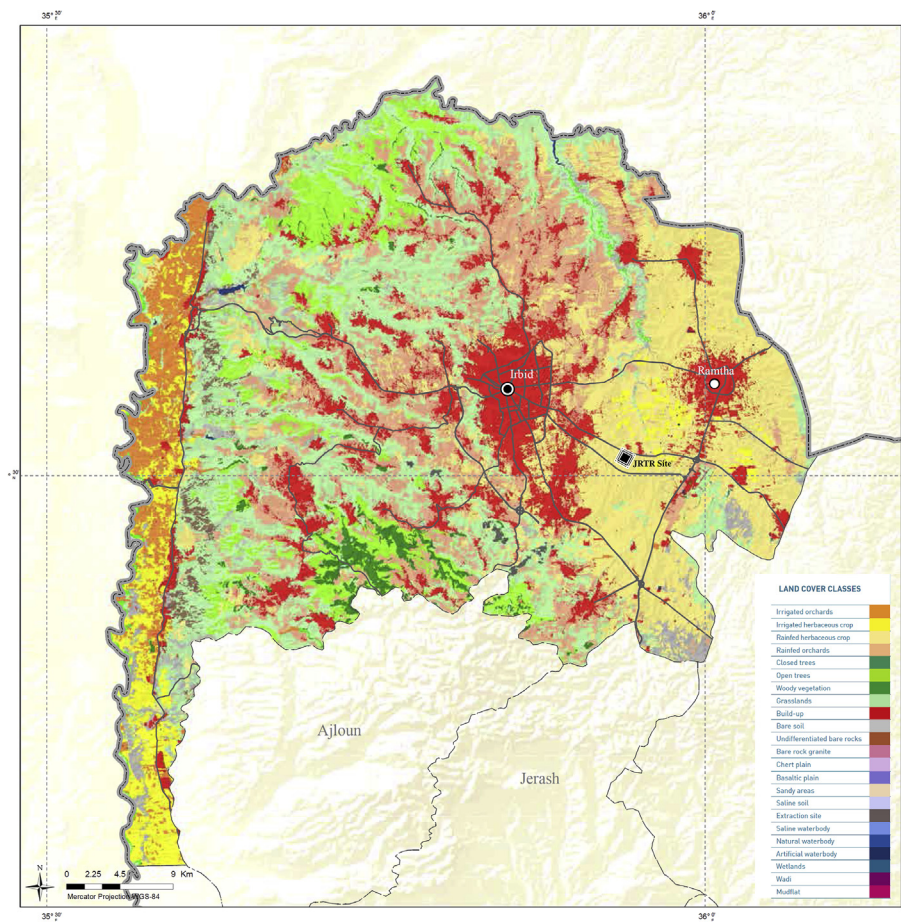 35° 30'
36° 0'
Irbid
Ramtha
JRTR Site
° 30'
LAND COVER CLASSES
Irrigated orchards
Irrigated herbaceous crop
Rainfed herbaceous crop
Rainfed orchards
Closed trees
Open trees
Woody vegetation
Grasslands
Build-up
Bare soil
Undifferentiated bare rocks
Bare rock granite
Chert plain
Basaltic plain
Sandy areas
Saline soil
Extraction site
Saline waterbody
Natural waterbody
Artificial waterbody
Wetlands
Wadi
Mudflat
Ajloun
Jerash
N
0 2.25 4.5 9 Km
Mercator Projection WGS-84
36° 0'